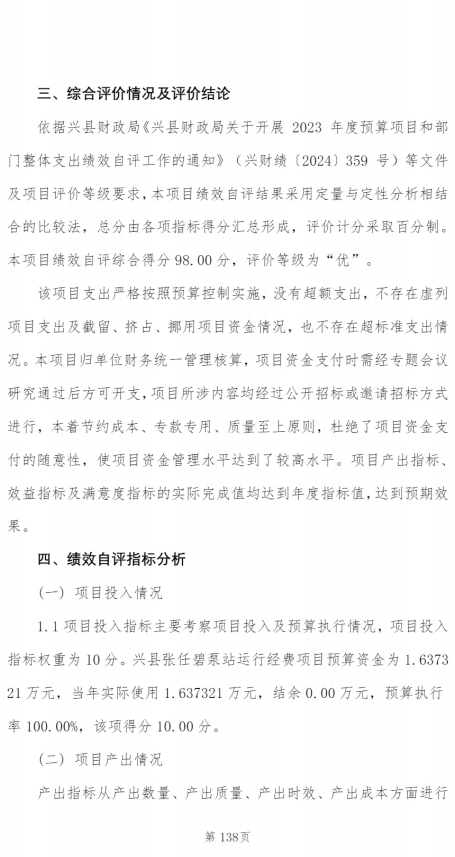 三、综合评价情况及评价结论
依据兴县财政局《兴县财政局关于开展 2023 年度预算项目和部
门整体支出绩效自评工作的通知》（兴财绩〔2024〕359 号）等文件
及项目评价等级要求，本项目绩效自评结果采用定量与定性分析相结
合的比较法，总分由各项指标得分汇总形成，评价计分采取百分制。
本项目绩效自评综合得分 98.00 分，评价等级为“优”。
该项目支出严格按照预算控制实施，没有超额支出，不存在虚列
项目支出及截留、挤占、挪用项目资金情况，也不存在超标准支出情
况。本项目归单位财务统一管理核算，项目资金支付时需经专题会议
研究通过后方可开支，项目所涉内容均经过公开招标或邀请招标方式
进行，本着节约成本、专款专用、质量至上原则，杜绝了项目资金支
付的随意性，使项目资金管理水平达到了较高水平。项目产出指标、
效益指标及满意度指标的实际完成值均达到年度指标值，达到预期效
果。
四、绩效自评指标分析
(一) 项目投入情况
1.1 项目投入指标主要考察项目投入及预算执行情况，项目投入
指标权重为 10 分。兴县张任碧泵站运行经费项目预算资金为 1.6373
21 万元，当年实际使用 1.637321 万元，结余 0.00 万元，预算执行
率 100.00%，该项得分 10.00 分。
(二) 项目产出情况
产出指标从产出数量、产出质量、产出时效、产出成本方面进行
第 138页